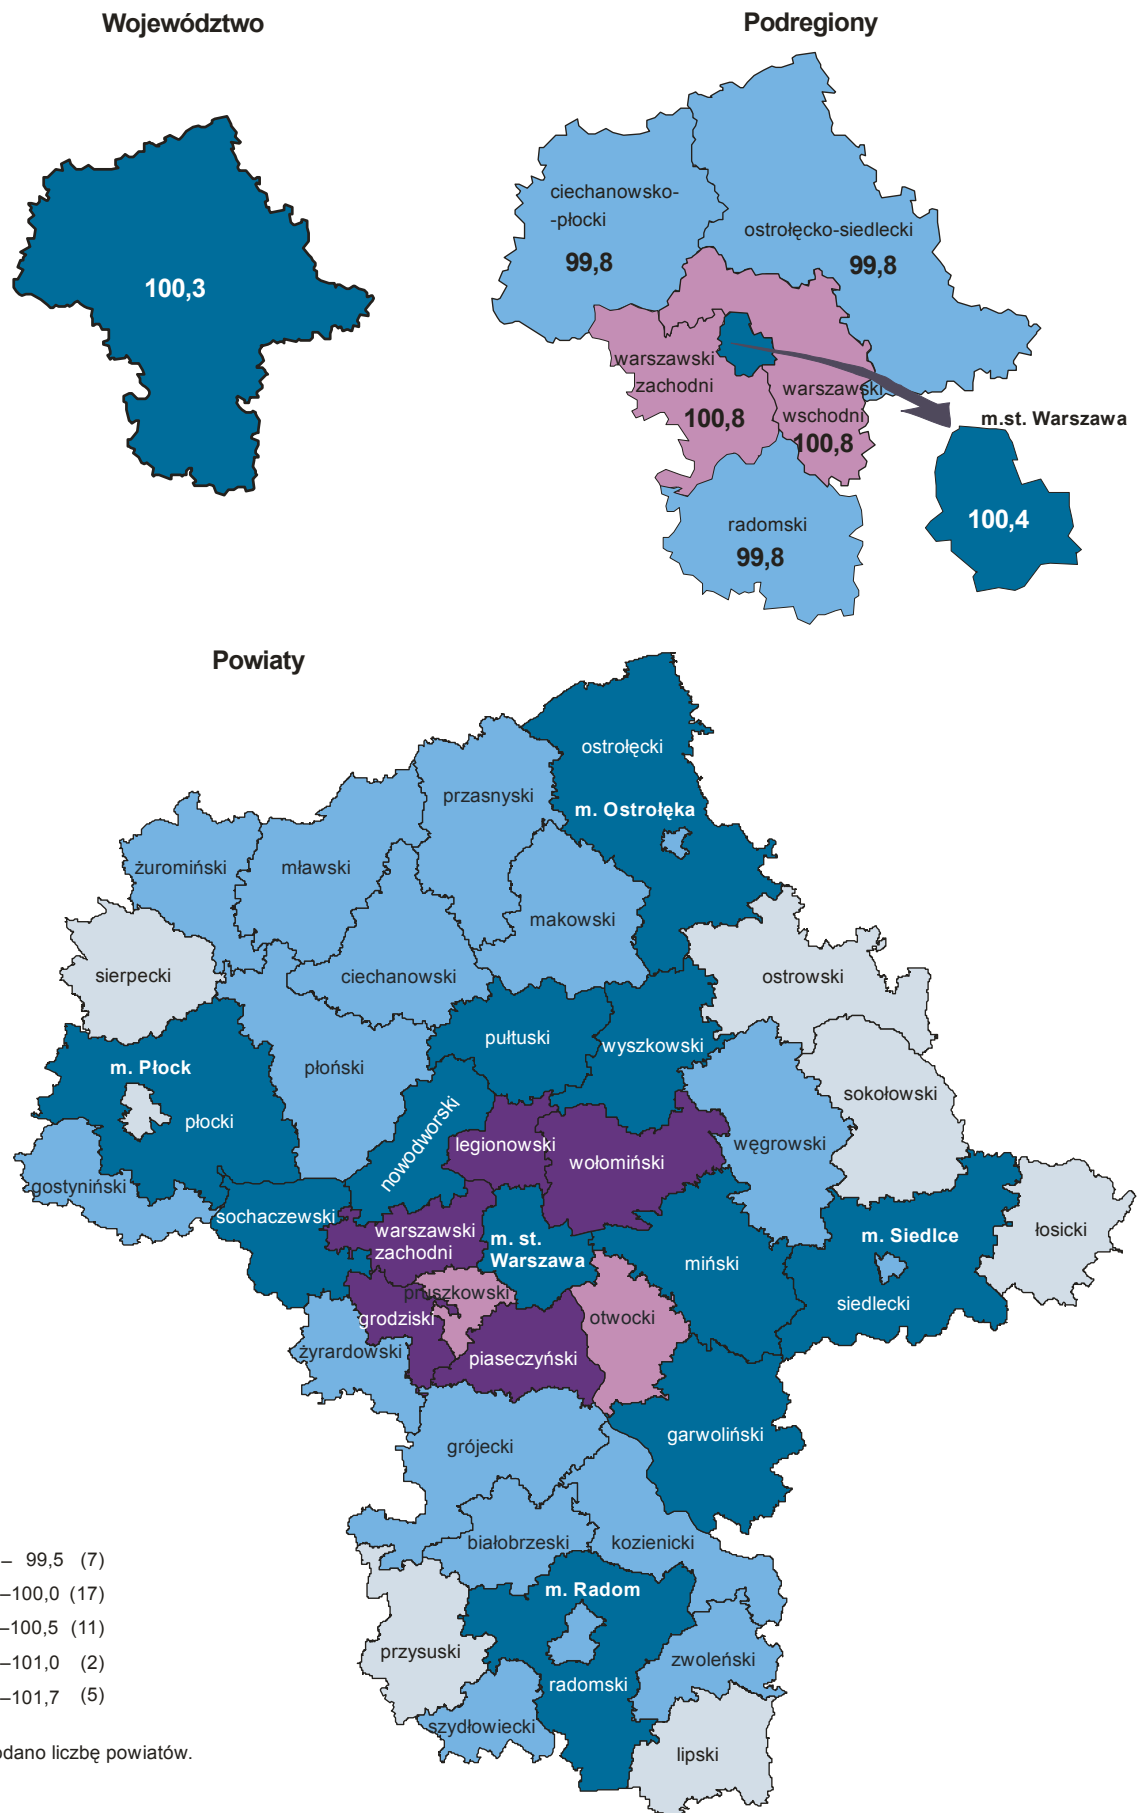 Województwo
100,3
Podregiony
ciechanowsko-
-płocki
99,8
ostrołęcko-siedlecki
99,8
warszawski
zachodni
100,8
warszawski
wschodni
100,8
m.st. Warszawa
100,4
radomski
99,8
Powiaty
ostrołęcki
przasnyski
m. Ostrołęka
żuromiński
mławski
makowski
sierpecki
ciechanowski
ostrowski
pułtuski
wyszkowski
m. Płock
płoński
sokołowski
płocki
nowodworski
legionowski
wołomiński
węgrowski
gostyniński
sochaczewski
warszawski
zachodni
m. st.
Warszawa
m. Siedlce
łosicki
miński
pruszkowski
siedlecki
grodziski
otwocki
żyrardowski
piaseczyński
garwoliński
grójecki
białobrzeski
kozienicki
m. Radom
przysuski
zwoleński
radomski
szydłowiecki
lipski
– 99,5 (7)
–100,0 (17)
–100,5 (11)
–101,0 (2)
–101,7 (5)
odano liczbę powiatów.